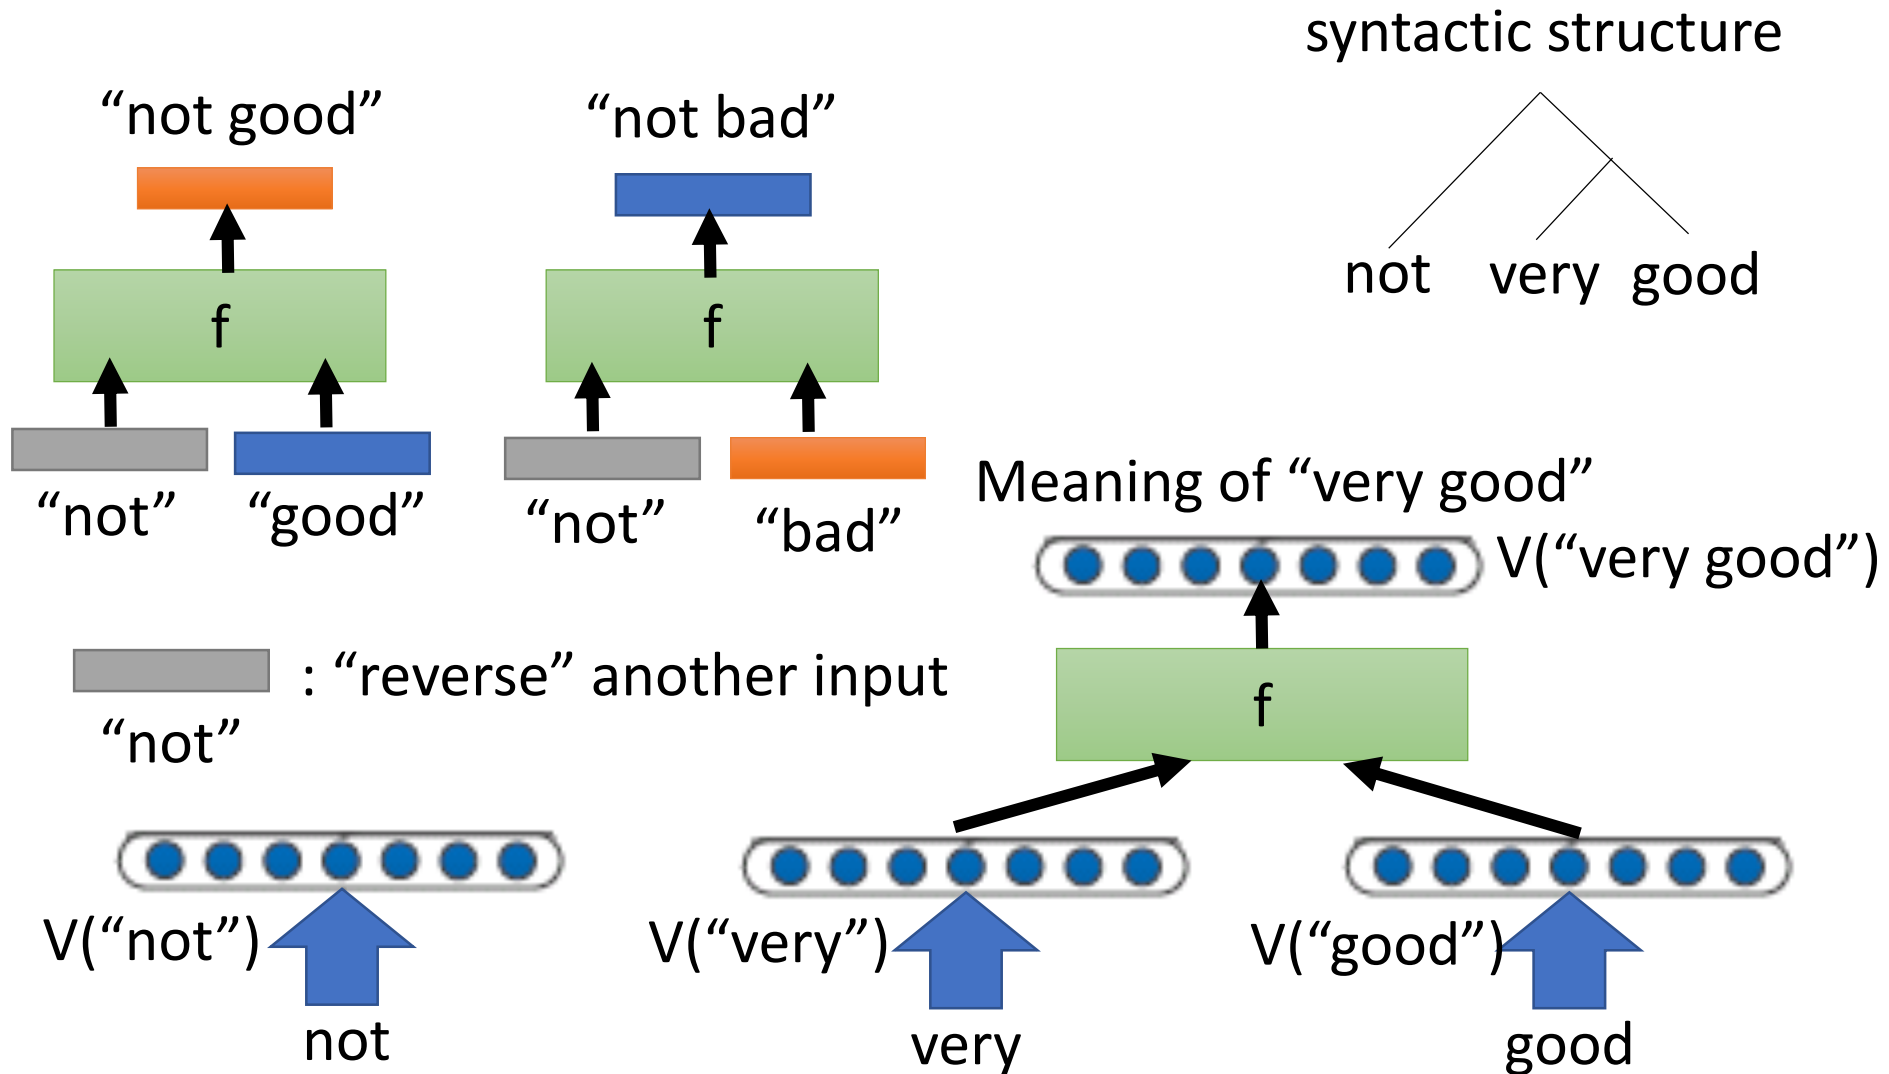 syntactic structure
not very good
“not good”
f
“not” “good”
“not bad”
f
“not” “bad”
: “reverse” another input
“not”
Meaning of “very good”
V(“very good”)
f
V(“not”)
V(“very”)
V(“good”)
not
very
good